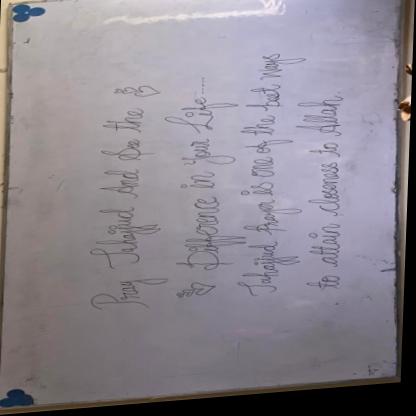 Pray Tahajjud And See the
Difference in Your Life.....
Tahajjud Prayer is one of the best ways
to attain closeness to Allah.